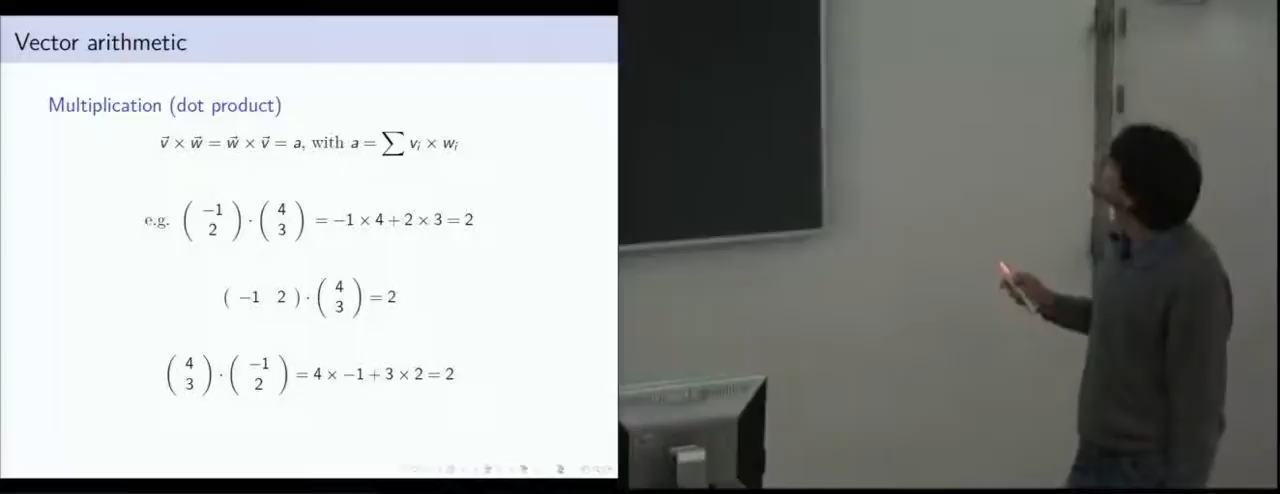 Vector arithmetic
Multiplication (dot product)
v⃗ × w⃗ = w⃗ × v⃗ = a, with a = ∑ vᵢ × wᵢ
e.g. ( −1 2 ) · ( 4 3 ) = −1 × 4 + 2 × 3 = 2
( −1 2 ) · ( 4 3 ) = 2
( 4 3 ) · ( −1 2 ) = 4 × −1 + 3 × 2 = 2